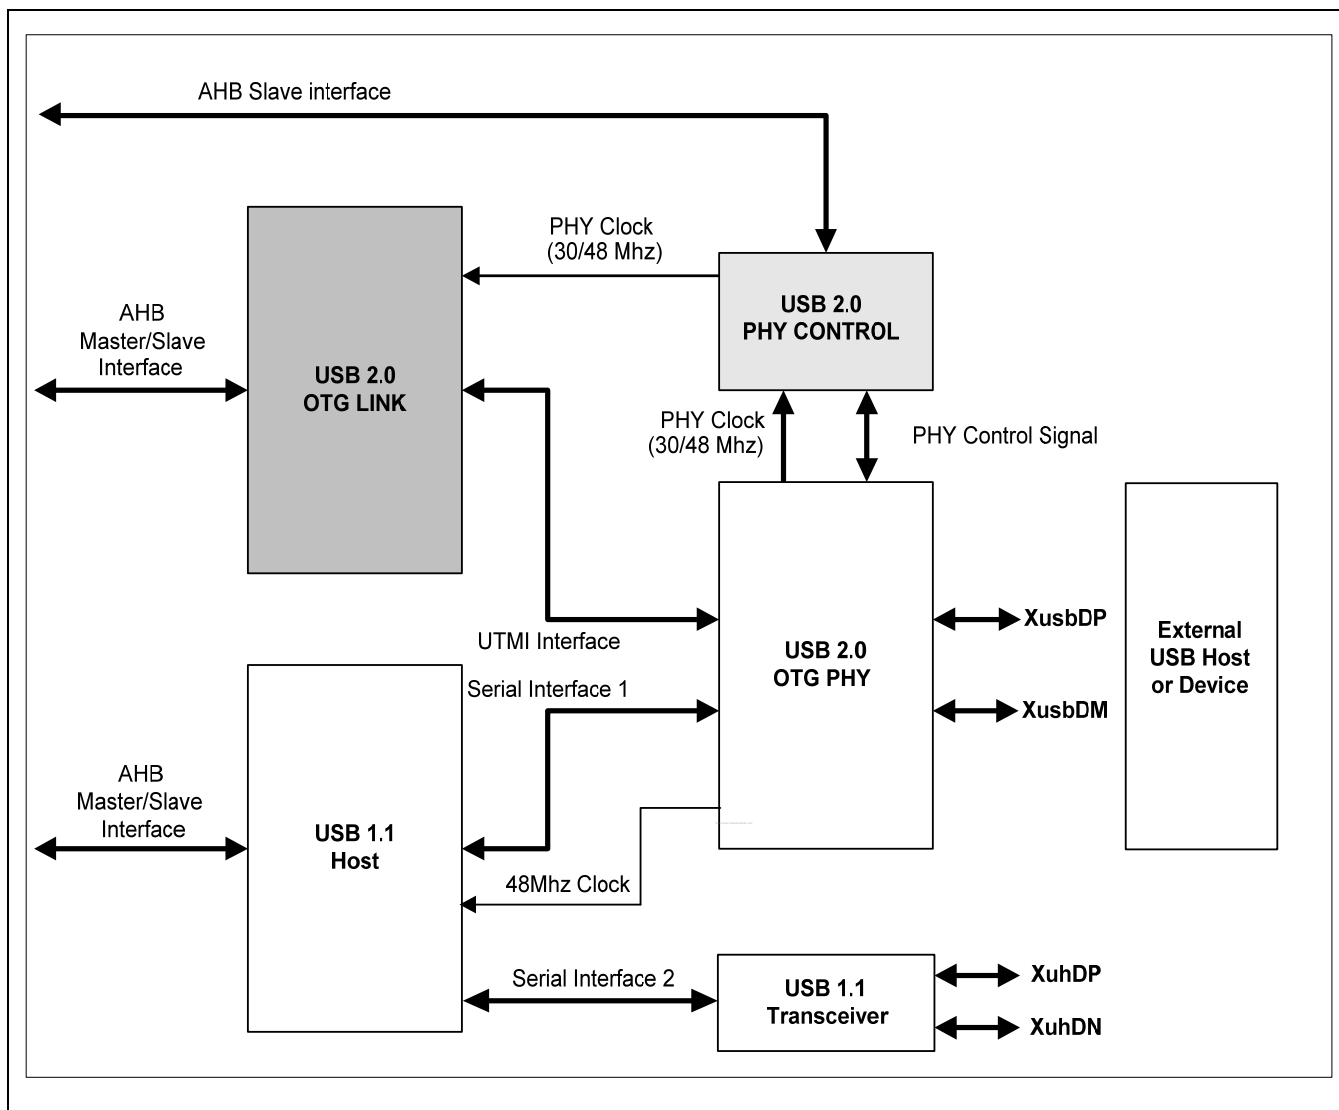 AHB Slave interface
PHY Clock
(30/48 Mhz)
USB 2.0
PHY CONTROL
AHB
Master/Slave
Interface
USB 2.0
OTG LINK
PHY Clock
(30/48 Mhz)
PHY Control Signal
UTMI Interface
USB 2.0
OTG PHY
XusbDP
XusbDM
External
USB Host
or Device
Serial Interface 1
AHB
Master/Slave
Interface
USB 1.1
Host
48Mhz Clock
Serial Interface 2
USB 1.1
Transceiver
XuhDP
XuhDN